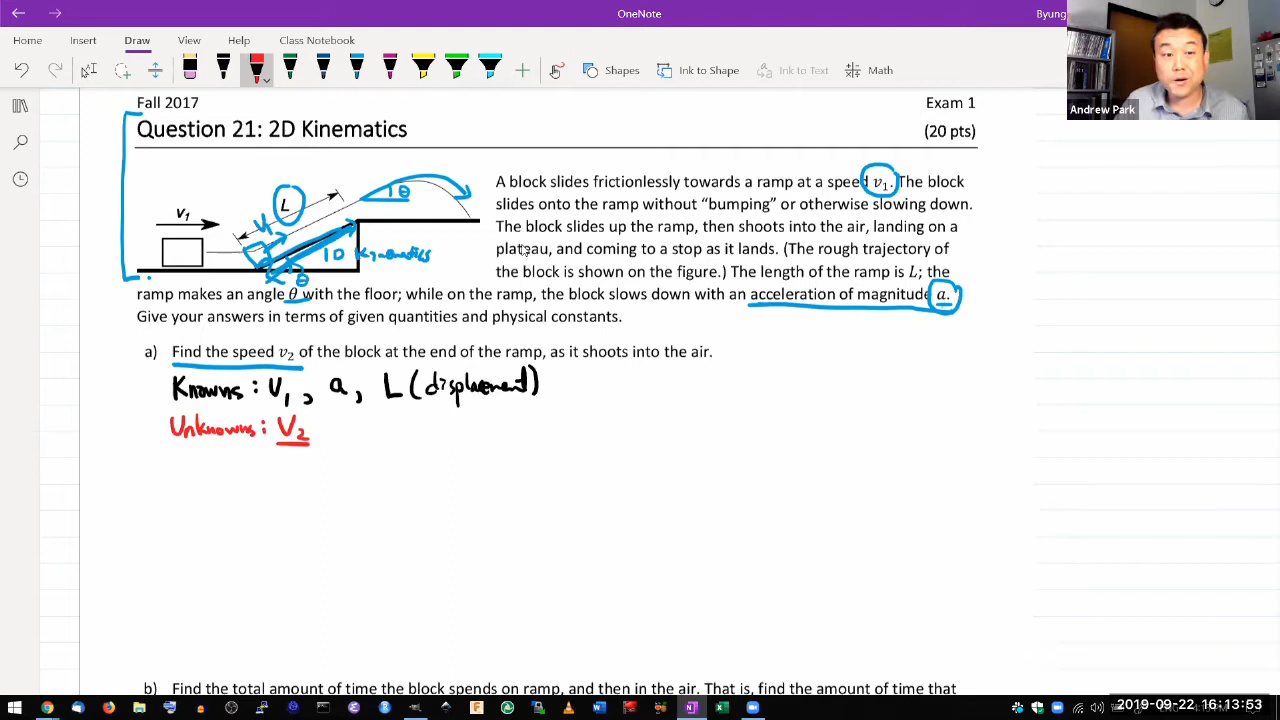 OneNote
Byung
Home Insert Draw View Help Class Notebook
Shapes Ink to Shape Ink to Text Math
Andrew Park
Fall 2017 Exam 1
Question 21: 2D Kinematics (20 pts)
L
θ
v₁
V₁
1D Kinematics
θ
A block slides frictionlessly towards a ramp at a speed v₁. The block
slides onto the ramp without “bumping” or otherwise slowing down.
The block slides up the ramp, then shoots into the air, landing on a
plateau, and coming to a stop as it lands. (The rough trajectory of
the block is shown on the figure.) The length of the ramp is L; the
ramp makes an angle θ with the floor; while on the ramp, the block slows down with an acceleration of magnitude a.
Give your answers in terms of given quantities and physical constants.
a) Find the speed v₂ of the block at the end of the ramp, as it shoots into the air.
Knowns: V₁, a, L (displacement)
Unknowns: V₂
b) Find the total amount of time the block spends on ramp, and then in the air. That is, find the amount of time that
2019-09-22 16:13:53